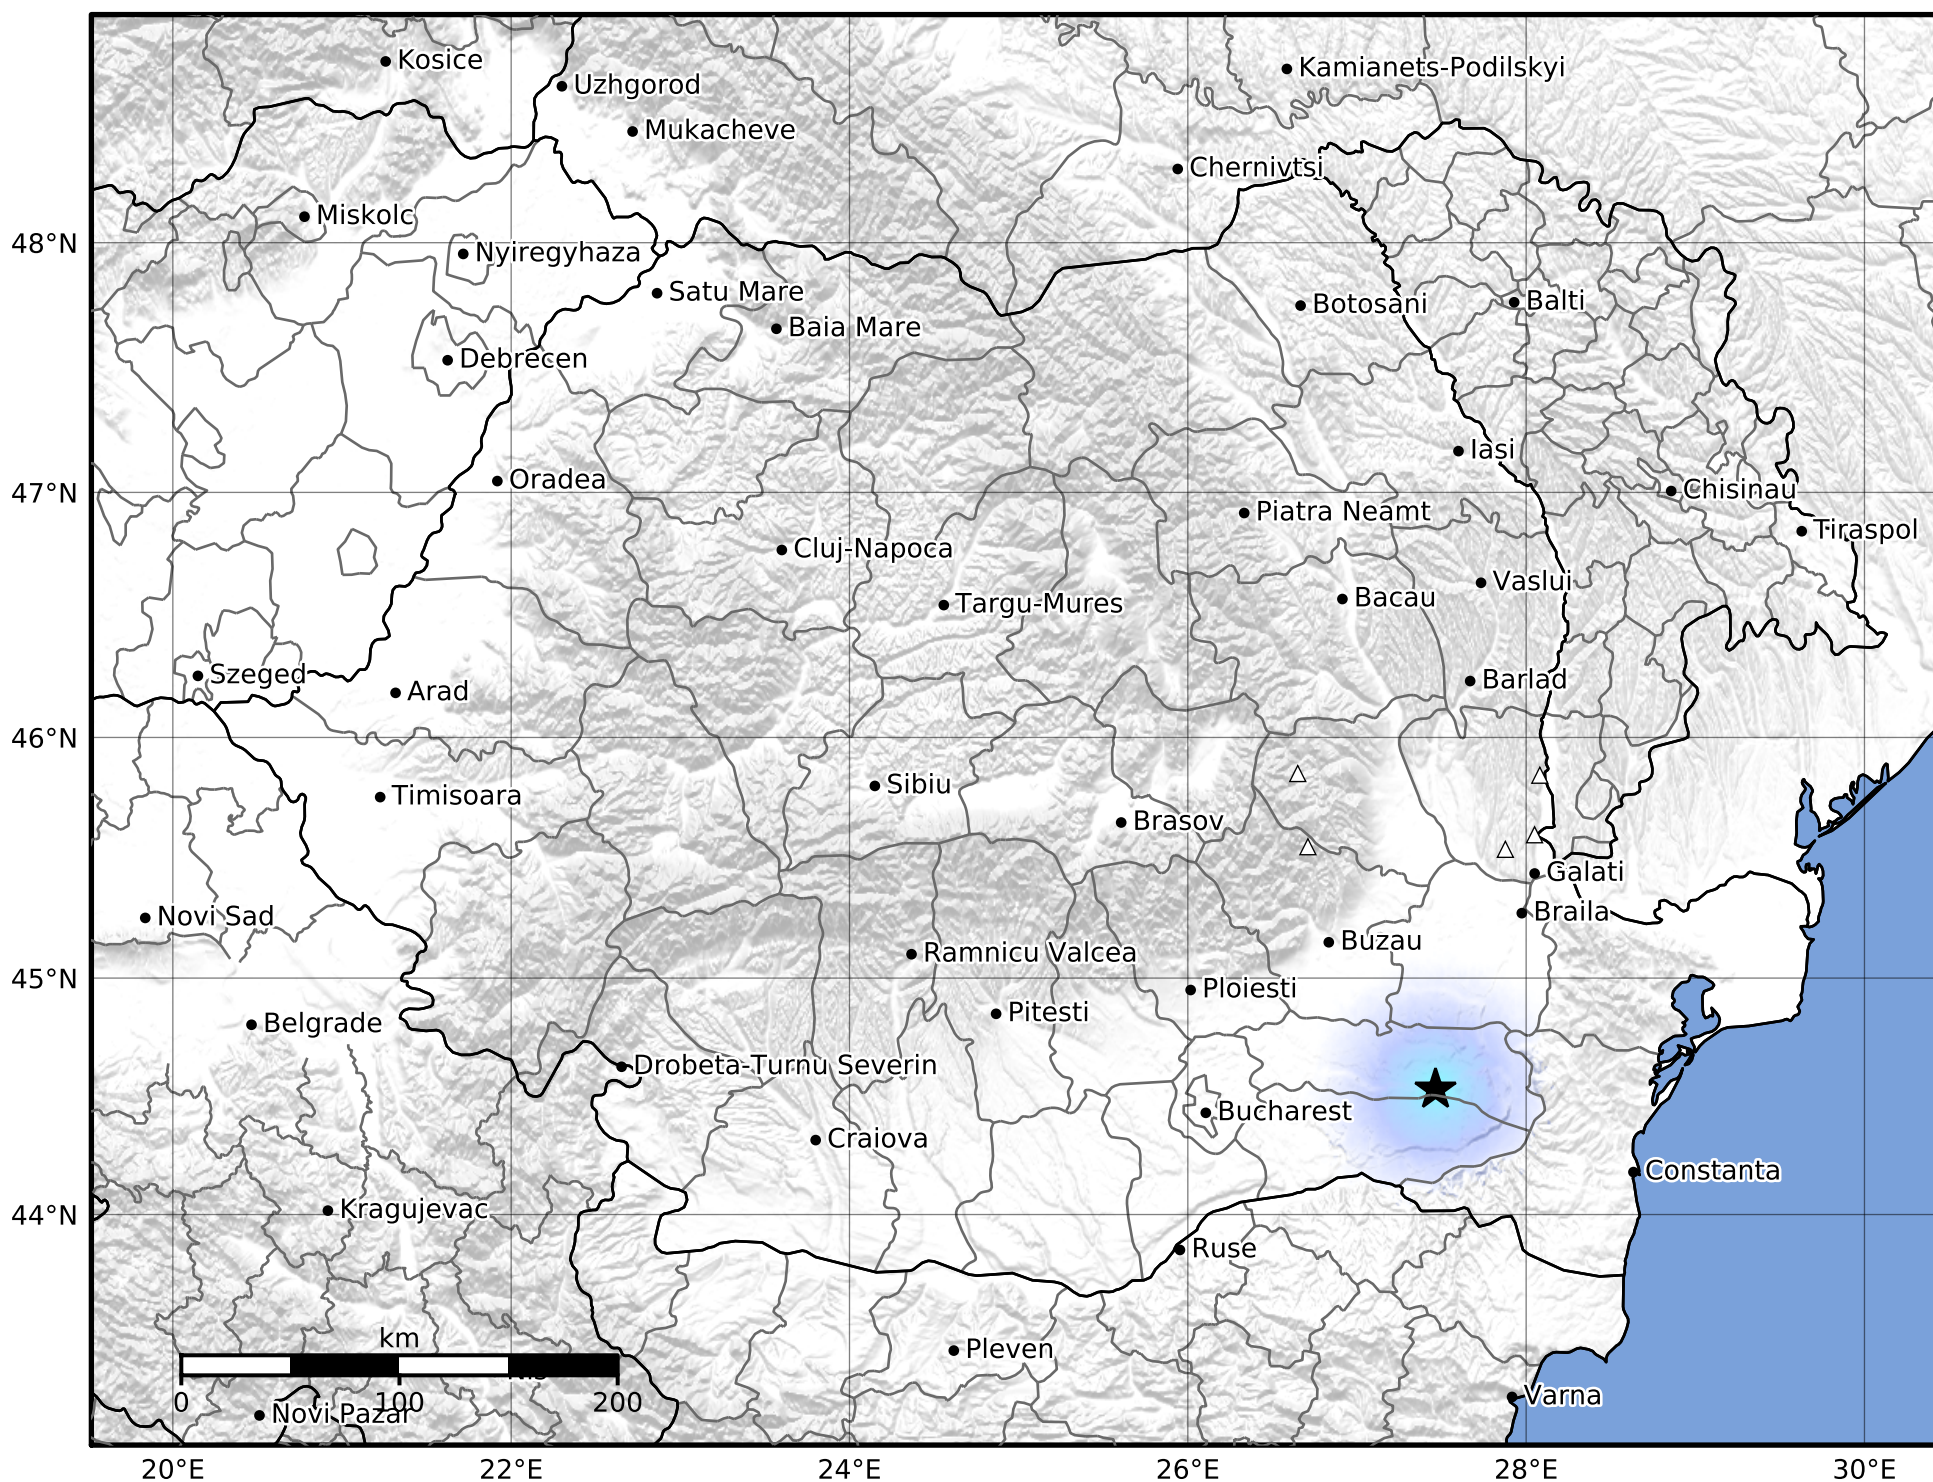 Kosice
Kamianets-Podilskyi
Uzhgorod
Mukacheve
Chernivtsi
Miskolc
48°N
Nyiregyhaza
Satu Mare
Botosani
Balti
Baia Mare
Debrecen
Iasi
47°N
Oradea
Chisinau
Piatra Neamt
Tiraspol
Cluj-Napoca
Vaslui
Bacau
Targu-Mures
Szeged
Arad
Barlad
46°N
Timisoara
Sibiu
Brasov
Galati
Novi Sad
Braila
Buzau
Ramnicu Valcea
45°N
Ploiesti
Pitesti
Belgrade
Drobeta-Turnu Severin
Bucharest
Craiova
Constanta
44°N
Kragujevac
Ruse
km
Pleven
0 100 200
Varna
Novi Pazar
20°E 22°E 24°E 26°E 28°E 30°E